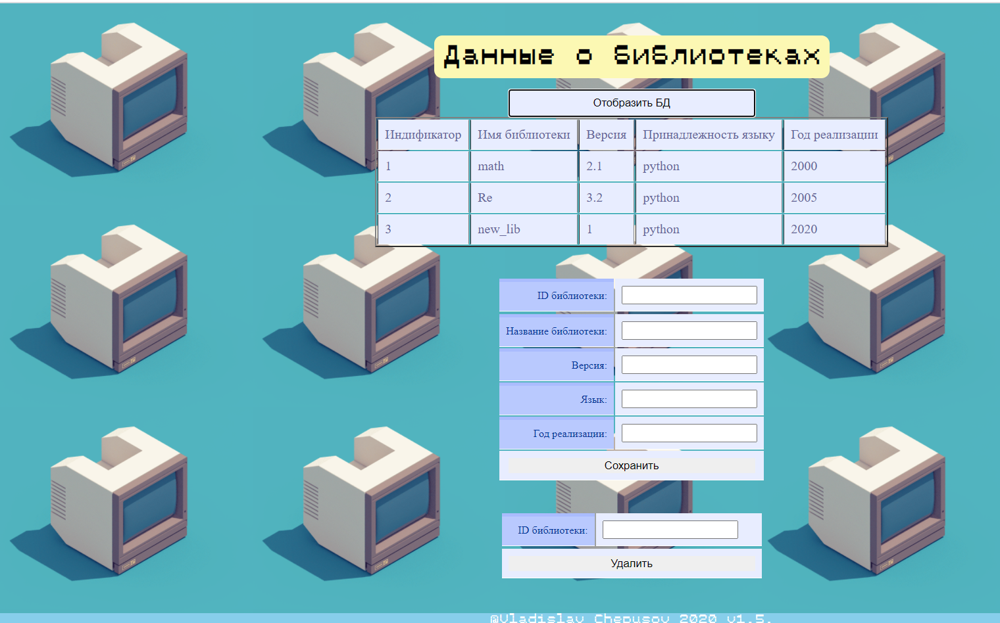 Данные о библиотеках
Отобразить БД
Индификатор Имя библиотеки Версия Принадлежность языку Год реализации
1 math 2.1 python 2000
2 Re 3.2 python 2005
3 new_lib 1 python 2020
ID библиотеки:
Название библиотеки:
Версия:
Язык:
Год реализации:
Сохранить
ID библиотеки:
Удалить
@Vladislav Chepusov 2020 v1.5.